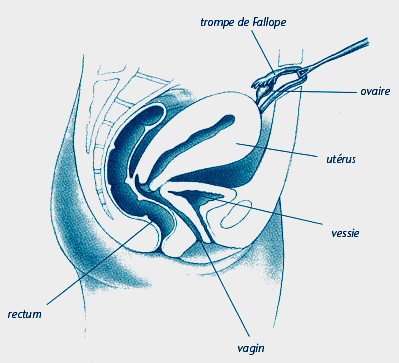 trompe de Fallope
ovaire
utérus
vessie
rectum
vagin